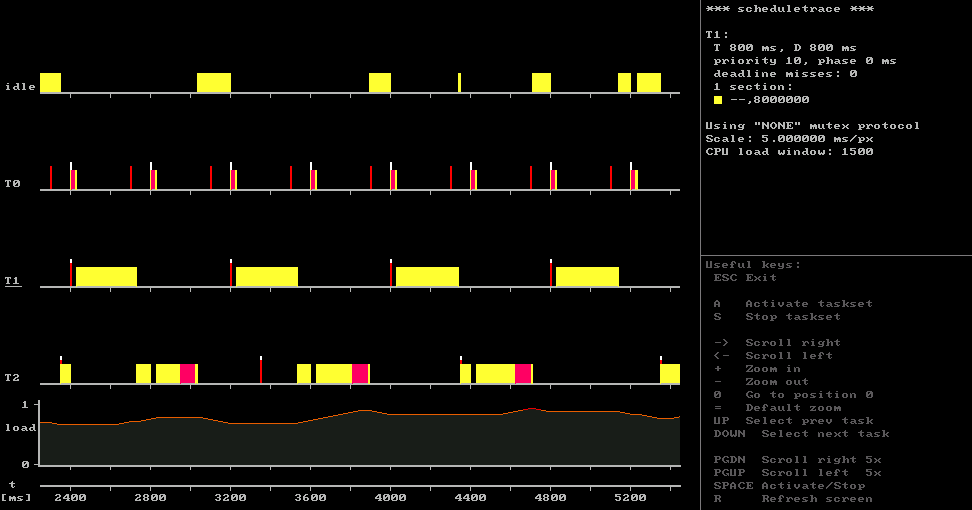 *** scheduletrace ***
T1:
T 800 ms, D 800 ms
priority 10, phase 0 ms
deadline misses: 0
1 section:
--,8000000
Using "NONE" mutex protocol
Scale: 5.000000 ms/px
CPU load window: 1500
idle
T0
T1
T2
1
load
0
t
[ms] 2400 2800 3200 3600 4000 4400 4800 5200
Useful keys:
ESC Exit
A Activate taskset
S Stop taskset
-> Scroll right
<- Scroll left
+ Zoom in
- Zoom out
0 Go to position 0
= Default zoom
UP Select prev task
DOWN Select next task
PGDN Scroll right 5x
PGUP Scroll left 5x
SPACE Activate/Stop
R Refresh screen